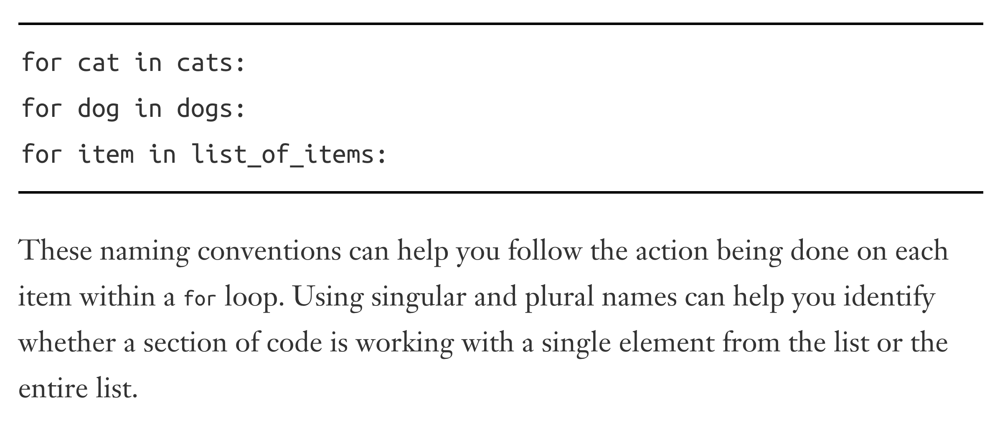 for cat in cats:
for dog in dogs:
for item in list_of_items:
These naming conventions can help you follow the action being done on each
item within a for loop. Using singular and plural names can help you identify
whether a section of code is working with a single element from the list or the
entire list.